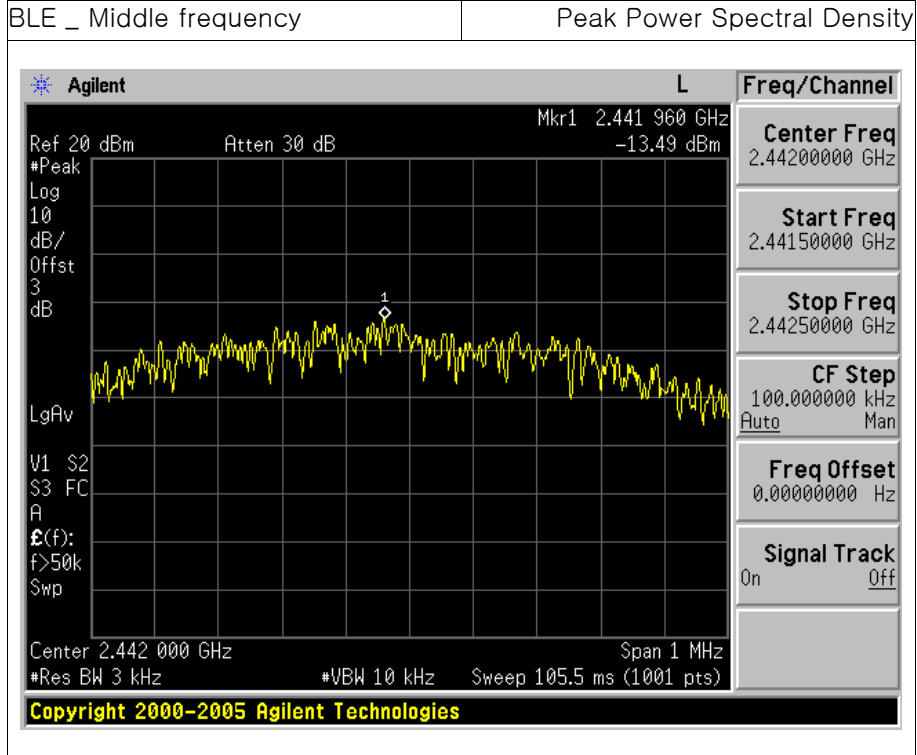 BLE _ Middle frequency
Peak Power Spectral Density
Agilent
L
Freq/Channel
Mkr1 2.441 960 GHz
Ref 20 dBm
Atten 30 dB
-13.49 dBm
#Peak
Log
10
dB/
Offst
3
dB
1
LgAv
V1 S2
S3 FC
A
£(f):
f>50k
Swp
Center 2.442 000 GHz
Span 1 MHz
#Res BW 3 kHz
#VBW 10 kHz
Sweep 105.5 ms (1001 pts)
Copyright 2000-2005 Agilent Technologies
Center Freq
2.44200000 GHz
Start Freq
2.44150000 GHz
Stop Freq
2.44250000 GHz
CF Step
100.000000 kHz
Auto Man
Freq Offset
0.00000000 Hz
Signal Track
On Off